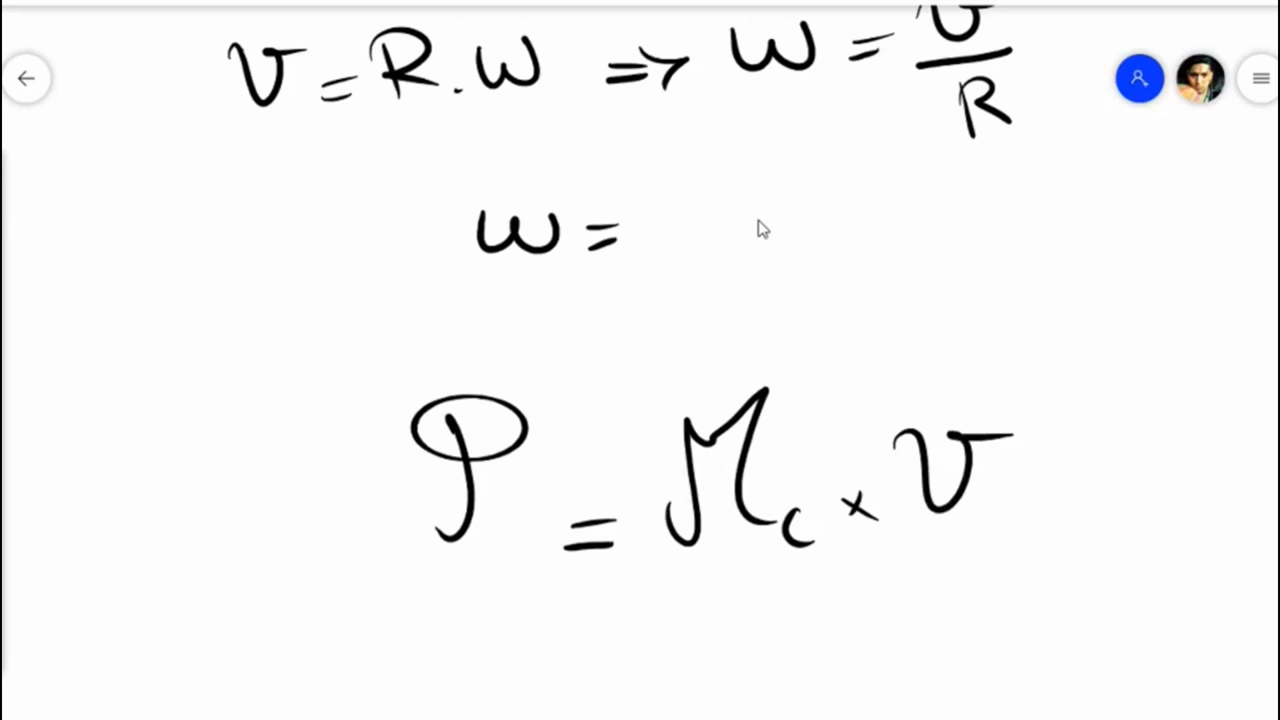 v = R . w => w = v / R
w =
P = Mc × v